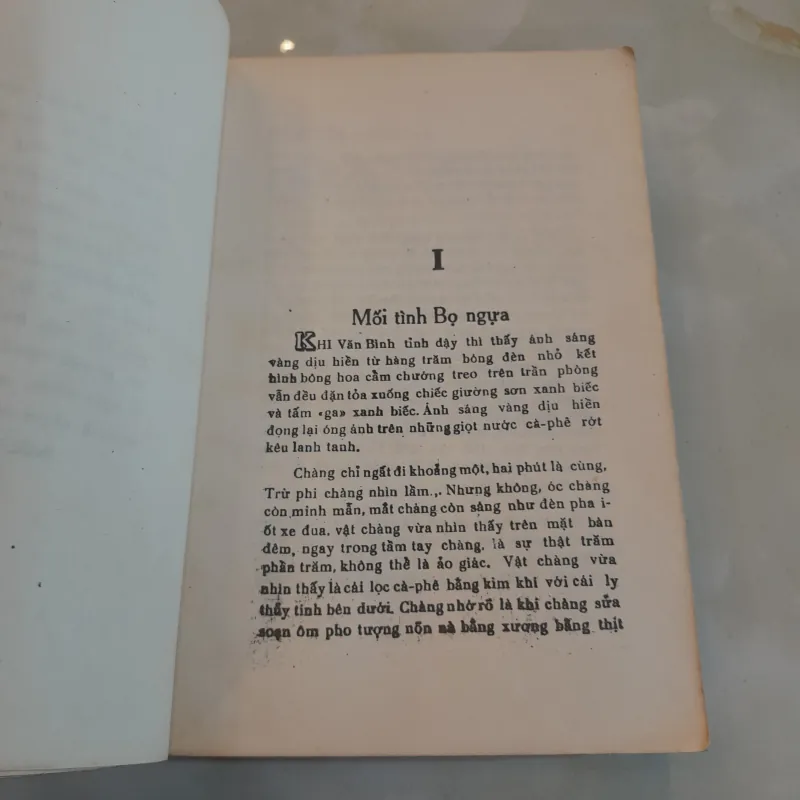 I
Mối tình Bọ ngựa
KHI Văn Bình tỉnh dậy thì thấy ánh sáng
vàng dịu hiền từ hàng trăm bóng đèn nhỏ kết
hình bông hoa cẩm chướng treo trên trần phòng
vẫn đều đặn tỏa xuống chiếc giường sơn xanh biếc
và tấm «ga» xanh biếc. Ánh sáng vàng dịu hiền
đọng lại óng ánh trên những giọt nước cà-phê rớt
kêu lanh tanh.
Chàng chỉ ngất đi khoảng một, hai phút là cùng,
Trừ phi chàng nhìn lầm.,. Nhưng không, óc chàng
còn minh mẫn, mắt chàng còn sáng như đèn pha i-
ốt xe đua. vật chàng vừa nhìn thấy trên mặt bàn
đêm, ngay trong tầm tay chàng, là sự thật trăm
phần trăm, không thể là ảo giác. Vật chàng vừa
nhìn thấy là cái lọc cà-phê bằng kim khí với cái ly
thầy tinh bên dưới. Chàng nhớ rõ là khi chàng sửa
soạn ôm pho tượng nõn nà bằng xương bằng thịt